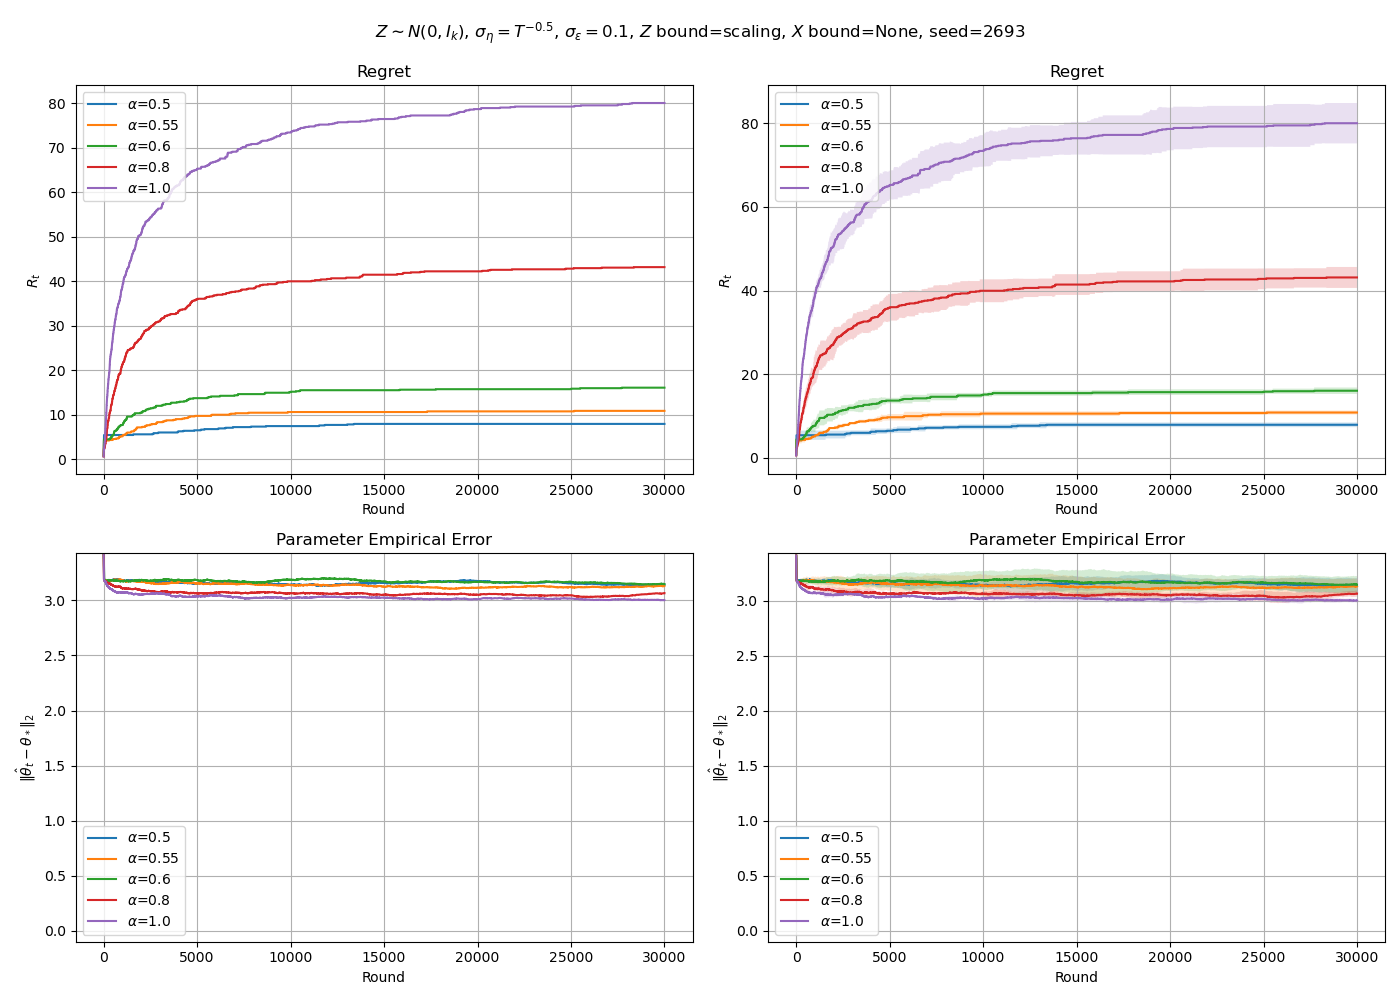 Z ∼ N(0, I_k), σ_η = T^{−0.5}, σ_ε = 0.1, Z bound=scaling, X bound=None, seed=2693
Regret
80
70
60
50
40
30
20
10
0
R_t
α=0.5
α=0.55
α=0.6
α=0.8
α=1.0
0 5000 10000 15000 20000 25000 30000
Round
Regret
80
60
40
20
0
R_t
α=0.5
α=0.55
α=0.6
α=0.8
α=1.0
0 5000 10000 15000 20000 25000 30000
Round
Parameter Empirical Error
3.0
2.5
2.0
1.5
1.0
0.5
0.0
‖θ̂_t − θ_*‖_2
α=0.5
α=0.55
α=0.6
α=0.8
α=1.0
0 5000 10000 15000 20000 25000 30000
Round
Parameter Empirical Error
3.0
2.5
2.0
1.5
1.0
0.5
0.0
‖θ̂_t − θ_*‖_2
α=0.5
α=0.55
α=0.6
α=0.8
α=1.0
0 5000 10000 15000 20000 25000 30000
Round